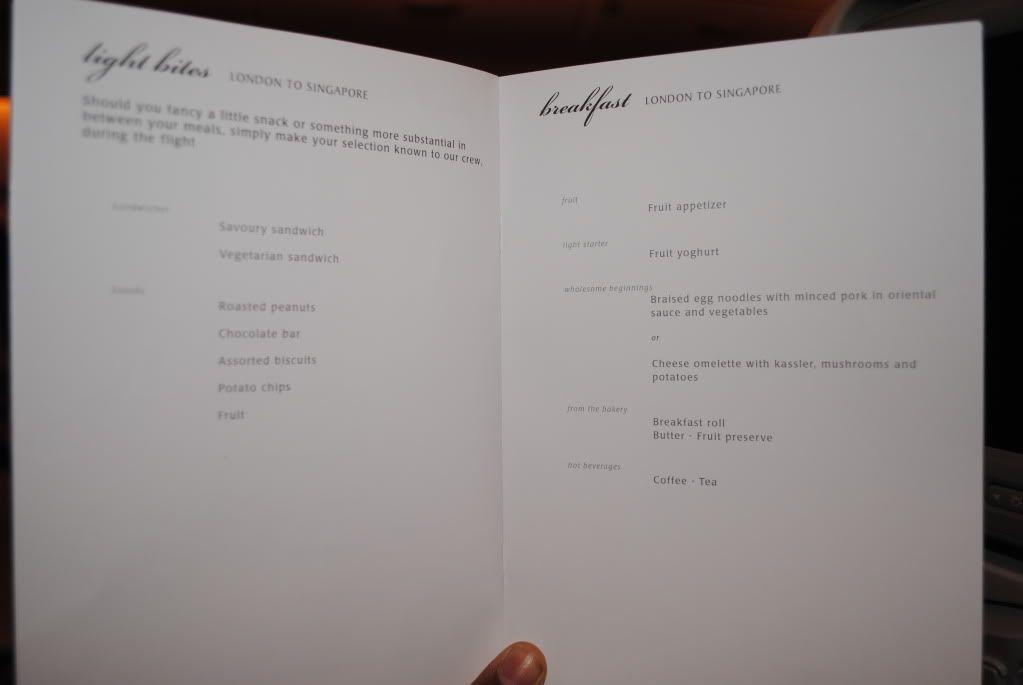 light bites LONDON TO SINGAPORE
Should you fancy a little snack or something more substantial in
between your meals, simply make your selection known to our crew,
during the flight
Sandwiches
Savoury sandwich
Vegetarian sandwich
Snacks
Roasted peanuts
Chocolate bar
Assorted biscuits
Potato chips
Fruit
breakfast LONDON TO SINGAPORE
fruit
Fruit appetizer
light starter
Fruit yoghurt
wholesome beginnings
Braised egg noodles with minced pork in oriental
sauce and vegetables
or
Cheese omelette with kassler, mushrooms and
potatoes
from the bakery
Breakfast roll
Butter - Fruit preserve
hot beverages
Coffee - Tea